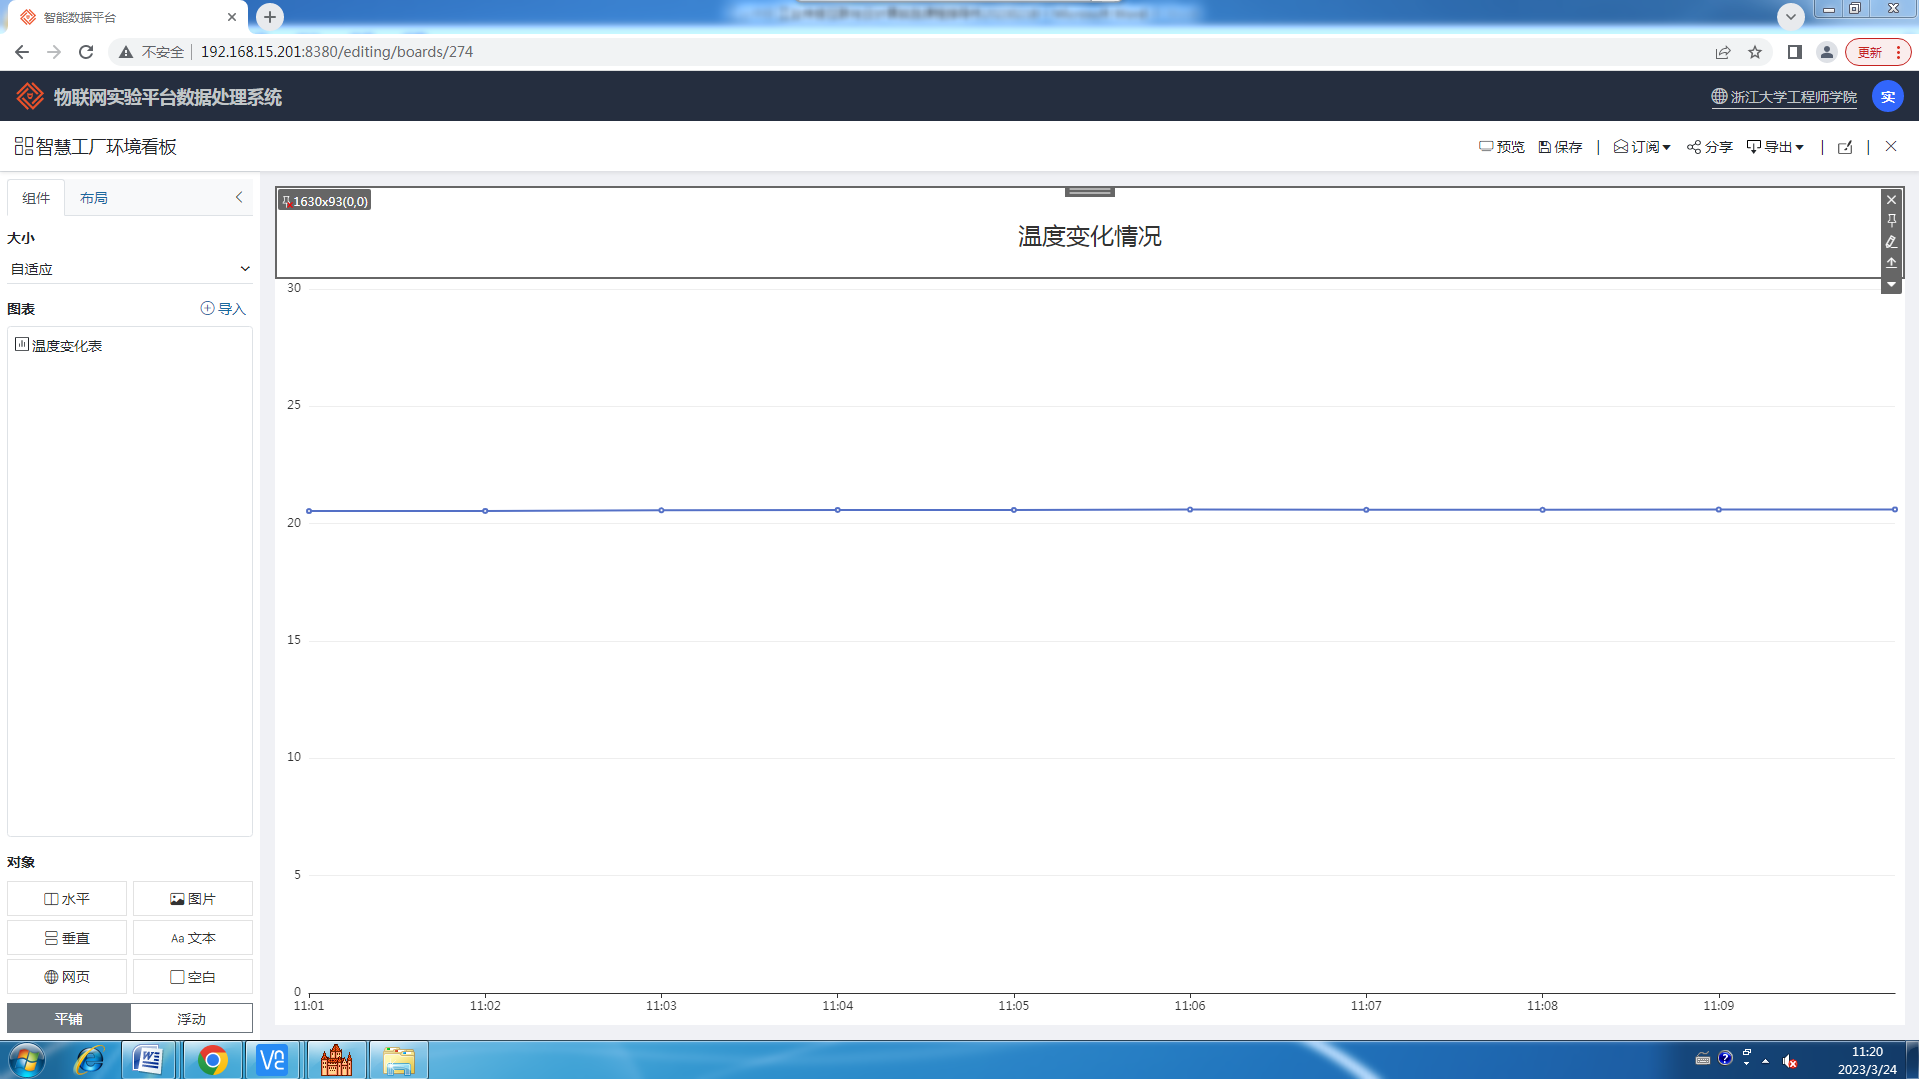 智能数据平台
不安全
192.168.15.201:8380/editing/boards/274
更新
物联网实验平台数据处理系统
浙江大学工程师学院
实
智慧工厂环境看板
预览
保存
订阅
分享
导出
组件
布局
大小
自适应
图表
导入
温度变化表
对象
水平
图片
垂直
Aa 文本
网页
空白
平铺
浮动
1630x93(0,0)
温度变化情况
30
25
20
15
10
5
0
11:01
11:02
11:03
11:04
11:05
11:06
11:07
11:08
11:09
11:20
2023/3/24